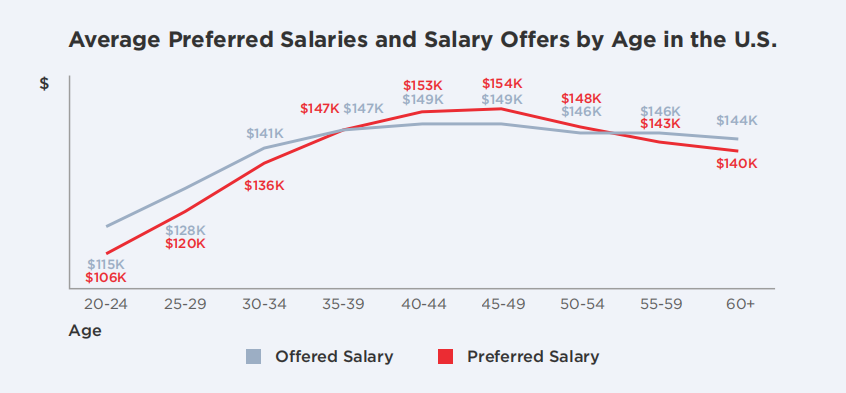 Average Preferred Salaries and Salary Offers by Age in the U.S.
$
$153K $154K
$149K $149K
$147K $147K
$148K
$146K
$146K
$143K
$144K
$141K
$140K
$136K
$128K
$120K
$115K
$106K
20-24 25-29 30-34 35-39 40-44 45-49 50-54 55-59 60+
Age
Offered Salary Preferred Salary